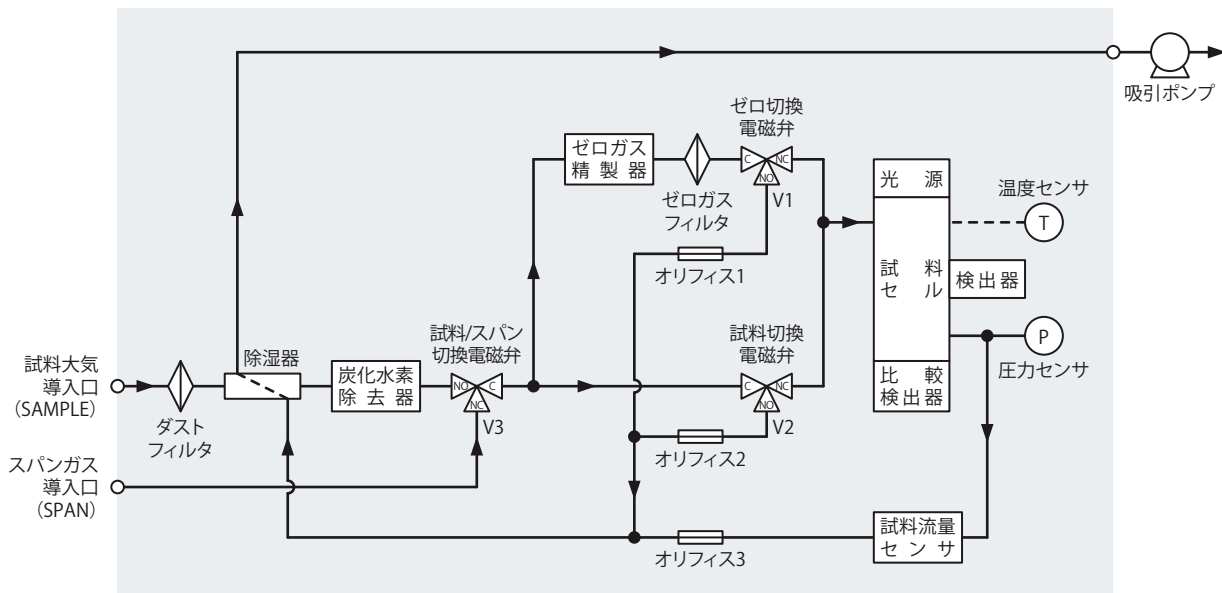 吸引ポンプ
ゼロ切換
電磁弁
ゼロガス
精製器
C
NC
NO
V1
ゼロガス
フィルタ
オリフィス1
光　源
温度センサ
T
試　料
セ　ル
検出器
試料/スパン
切換電磁弁
試料切換
電磁弁
P
圧力センサ
試料大気
導入口
(SAMPLE)
除湿器
炭化水素
除去器
NO
C
NC
V3
C
NC
NO
V2
比　較
検出器
ダスト
フィルタ
オリフィス2
スパンガス
導入口
(SPAN)
オリフィス3
試料流量
セ ン サ